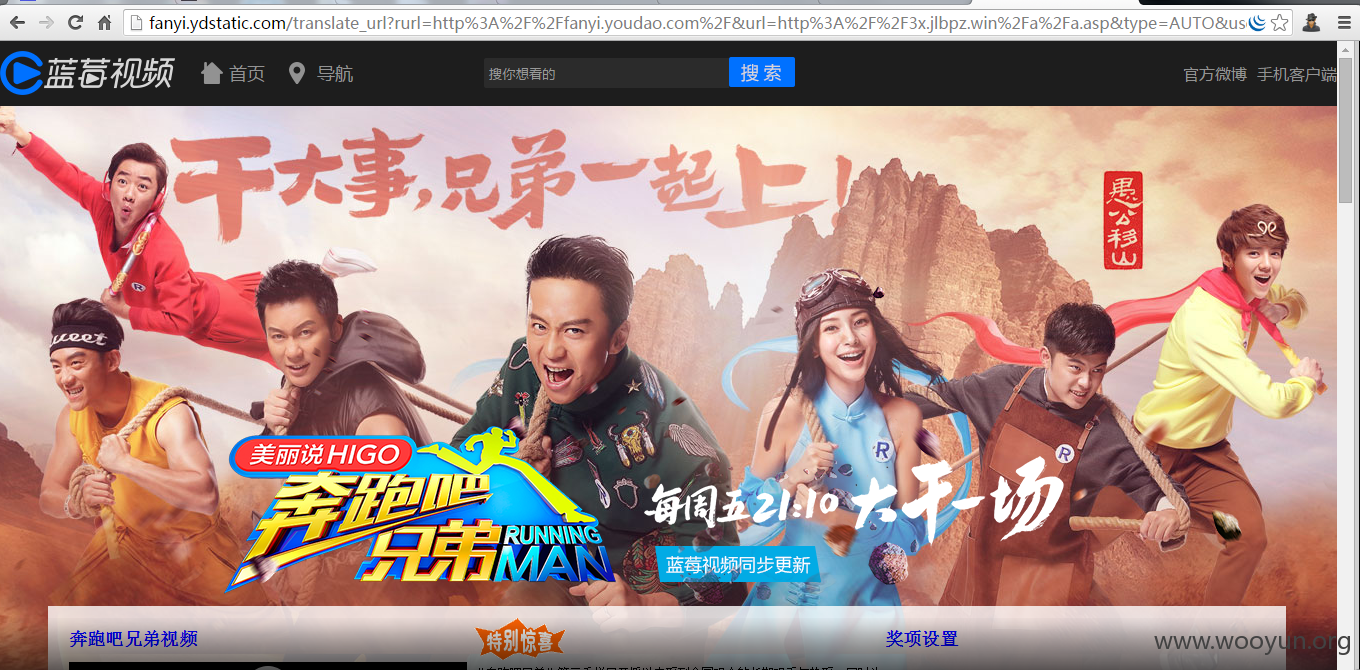 fanyi.ydstatic.com/translate_url?rurl=http%3A%2F%2Ffanyi.youdao.com%2F&url=http%3A%2F%2F3x.jlbpz.win%2Fa%2Fa.asp&type=AUTO&us
蓝莓视频
首页
导航
搜你想看的
搜 索
官方微博 手机客户端
干大事,兄弟一起上!
愚公移山
weet
R
R
R
美丽说HIGO
奔跑吧
兄弟
RUNNING
MAN
每周五21:10 大干一场
蓝莓视频同步更新
奔跑吧兄弟视频
特别惊喜
奖项设置
www.wooyun.org